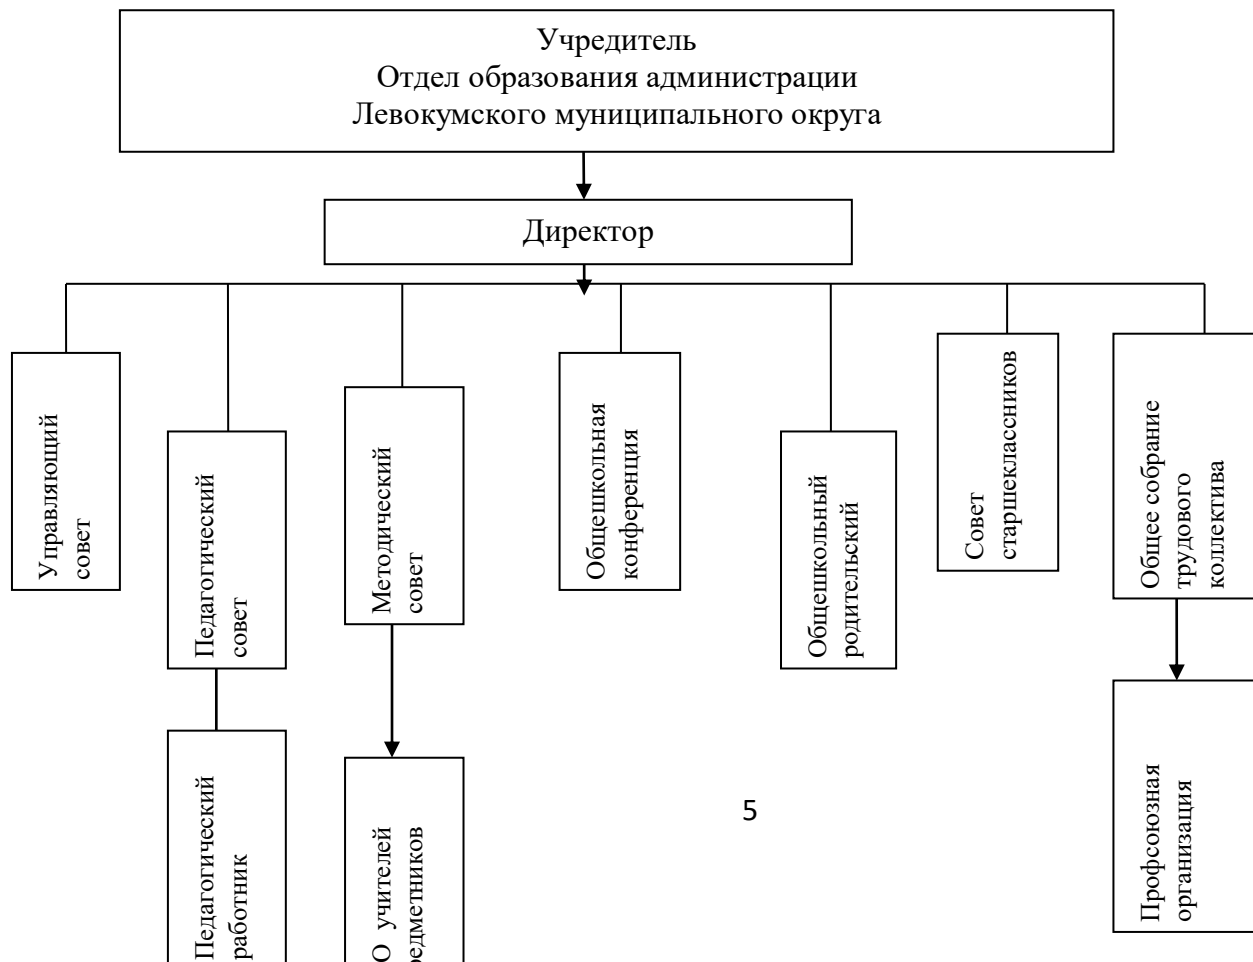 Учредитель
Отдел образования администрации
Левокумского муниципального округа
Директор
Управляющий
совет
Педагогический
совет
Методический
совет
Общешкольная
конференция
Общешкольный
родительский
Совет
старшеклассников
Общее собрание
трудового
коллектива
Педагогический
работник
О учителей
редметников
5
Профсоюзная
организация